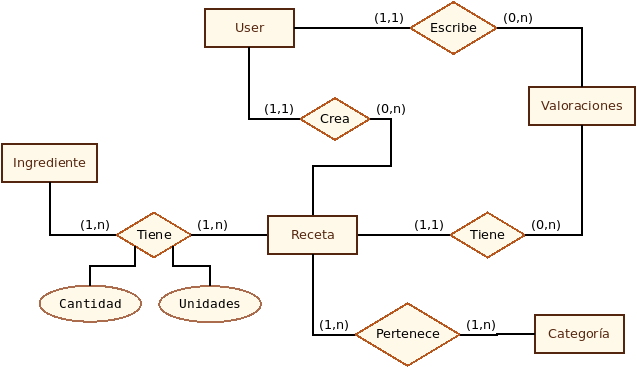 User
(1,1)
Escribe
(0,n)
Valoraciones
(1,1)
Crea
(0,n)
Ingrediente
(1,n)
Tiene
(1,n)
Receta
(1,1)
Tiene
(0,n)
Cantidad
Unidades
(1,n)
Pertenece
(1,n)
Categoría